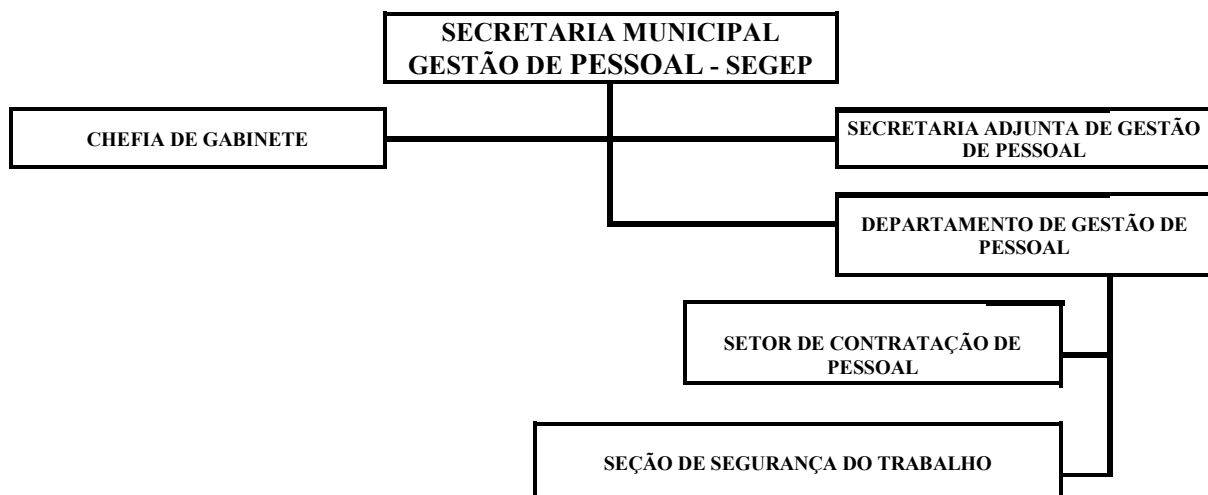 SECRETARIA MUNICIPAL
GESTÃO DE PESSOAL - SEGEP
CHEFIA DE GABINETE
SECRETARIA ADJUNTA DE GESTÃO
DE PESSOAL
DEPARTAMENTO DE GESTÃO DE
PESSOAL
SETOR DE CONTRATAÇÃO DE
PESSOAL
SEÇÃO DE SEGURANÇA DO TRABALHO